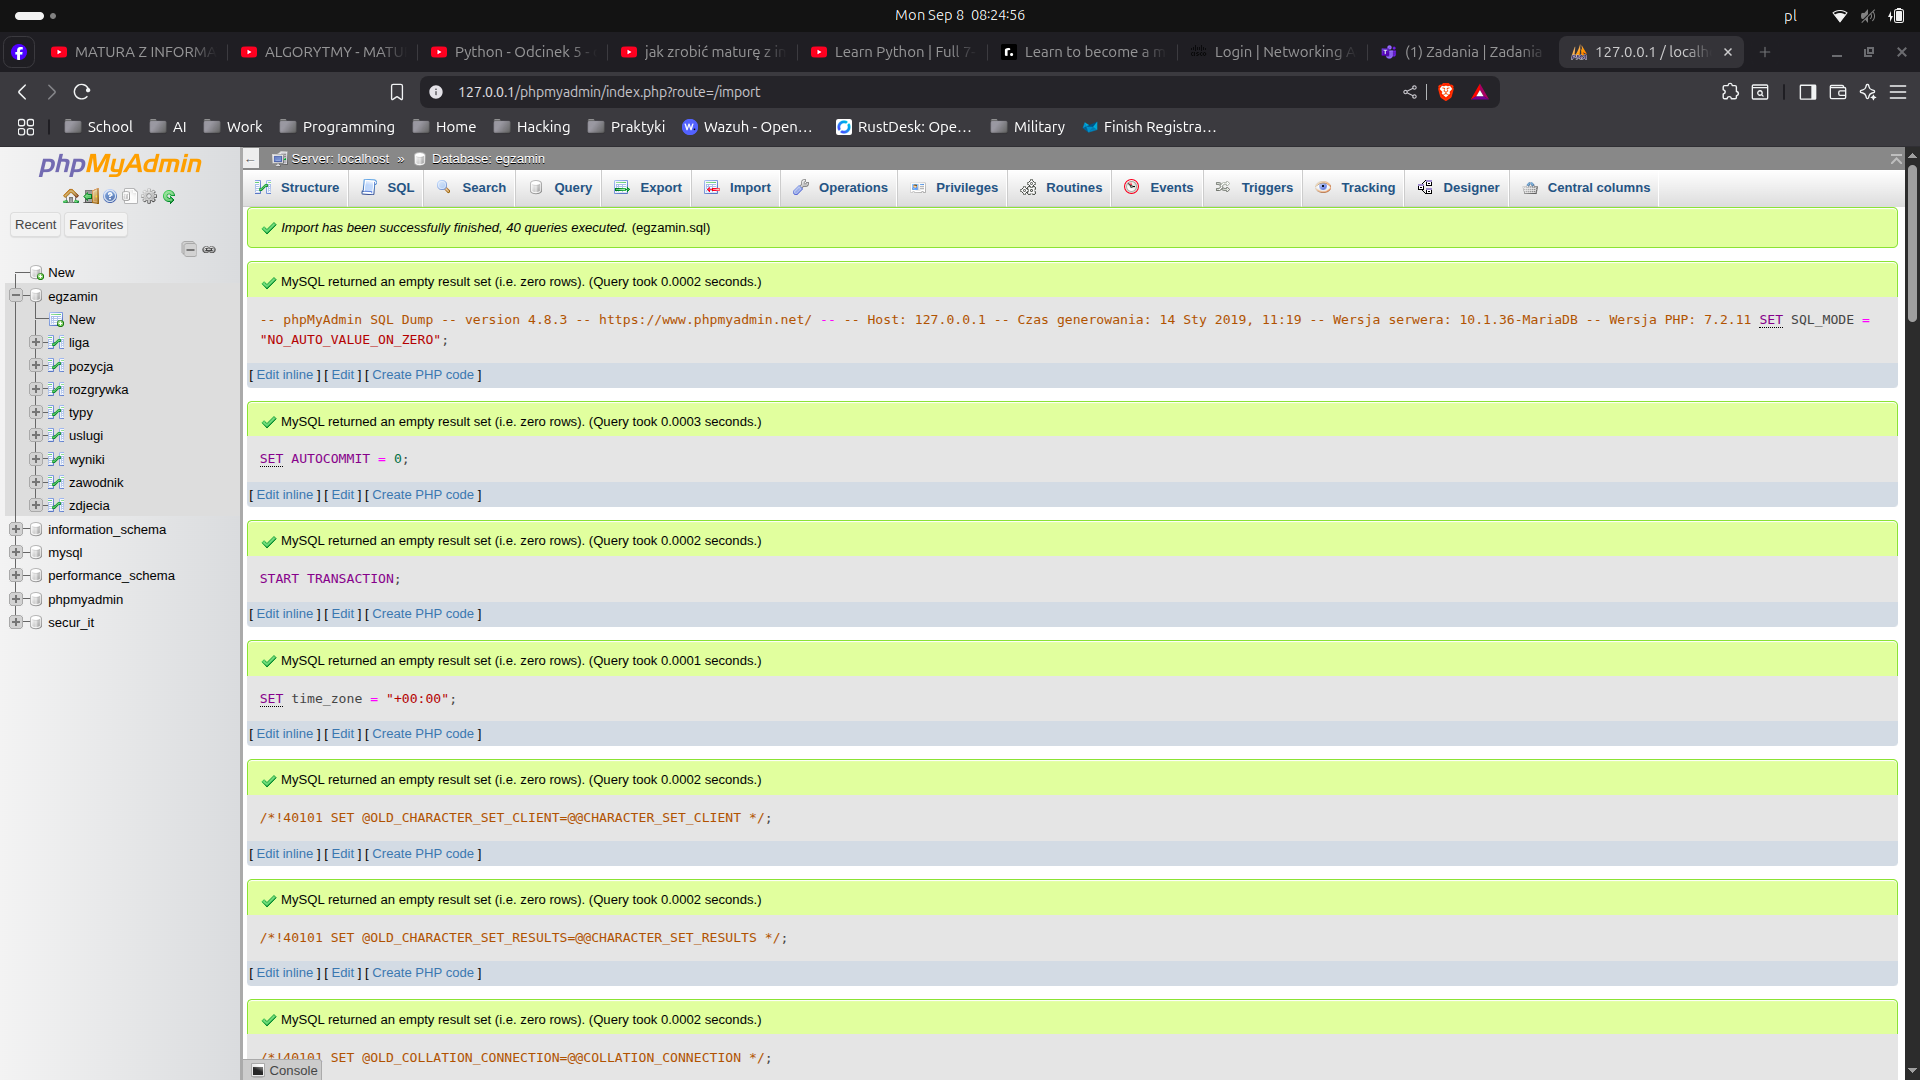 Mon Sep 8 08:24:56
pl
MATURA Z INFORMA
ALGORYTMY - MATU
Python - Odcinek 5 -
jak zrobić maturę z in
Learn Python | Full 7-
Learn to become a m
Login | Networking A
(1) Zadania | Zadania
127.0.0.1 / localh
127.0.0.1/phpmyadmin/index.php?route=/import
School
AI
Work
Programming
Home
Hacking
Praktyki
Wazuh - Open...
RustDesk: Ope...
Military
Finish Registra...
phpMyAdmin
Recent
Favorites
New
egzamin
New
liga
pozycja
rozgrywka
typy
uslugi
wyniki
zawodnik
zdjecia
information_schema
mysql
performance_schema
phpmyadmin
secur_it
Server: localhost » Database: egzamin
Structure
SQL
Search
Query
Export
Import
Operations
Privileges
Routines
Events
Triggers
Tracking
Designer
Central columns
Import has been successfully finished, 40 queries executed. (egzamin.sql)
MySQL returned an empty result set (i.e. zero rows). (Query took 0.0002 seconds.)
-- phpMyAdmin SQL Dump -- version 4.8.3 -- https://www.phpmyadmin.net/ -- -- Host: 127.0.0.1 -- Czas generowania: 14 Sty 2019, 11:19 -- Wersja serwera: 10.1.36-MariaDB -- Wersja PHP: 7.2.11 SET SQL_MODE =
"NO_AUTO_VALUE_ON_ZERO";
[ Edit inline ] [ Edit ] [ Create PHP code ]
MySQL returned an empty result set (i.e. zero rows). (Query took 0.0003 seconds.)
SET AUTOCOMMIT = 0;
[ Edit inline ] [ Edit ] [ Create PHP code ]
MySQL returned an empty result set (i.e. zero rows). (Query took 0.0002 seconds.)
START TRANSACTION;
[ Edit inline ] [ Edit ] [ Create PHP code ]
MySQL returned an empty result set (i.e. zero rows). (Query took 0.0001 seconds.)
SET time_zone = "+00:00";
[ Edit inline ] [ Edit ] [ Create PHP code ]
MySQL returned an empty result set (i.e. zero rows). (Query took 0.0002 seconds.)
/*!40101 SET @OLD_CHARACTER_SET_CLIENT=@@CHARACTER_SET_CLIENT */;
[ Edit inline ] [ Edit ] [ Create PHP code ]
MySQL returned an empty result set (i.e. zero rows). (Query took 0.0002 seconds.)
/*!40101 SET @OLD_CHARACTER_SET_RESULTS=@@CHARACTER_SET_RESULTS */;
[ Edit inline ] [ Edit ] [ Create PHP code ]
MySQL returned an empty result set (i.e. zero rows). (Query took 0.0002 seconds.)
/*!40101 SET @OLD_COLLATION_CONNECTION=@@COLLATION_CONNECTION */;
Console